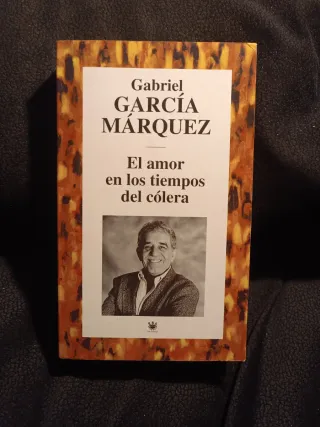 Gabriel
GARCÍA
MÁRQUEZ
El amor
en los tiempos
del cólera